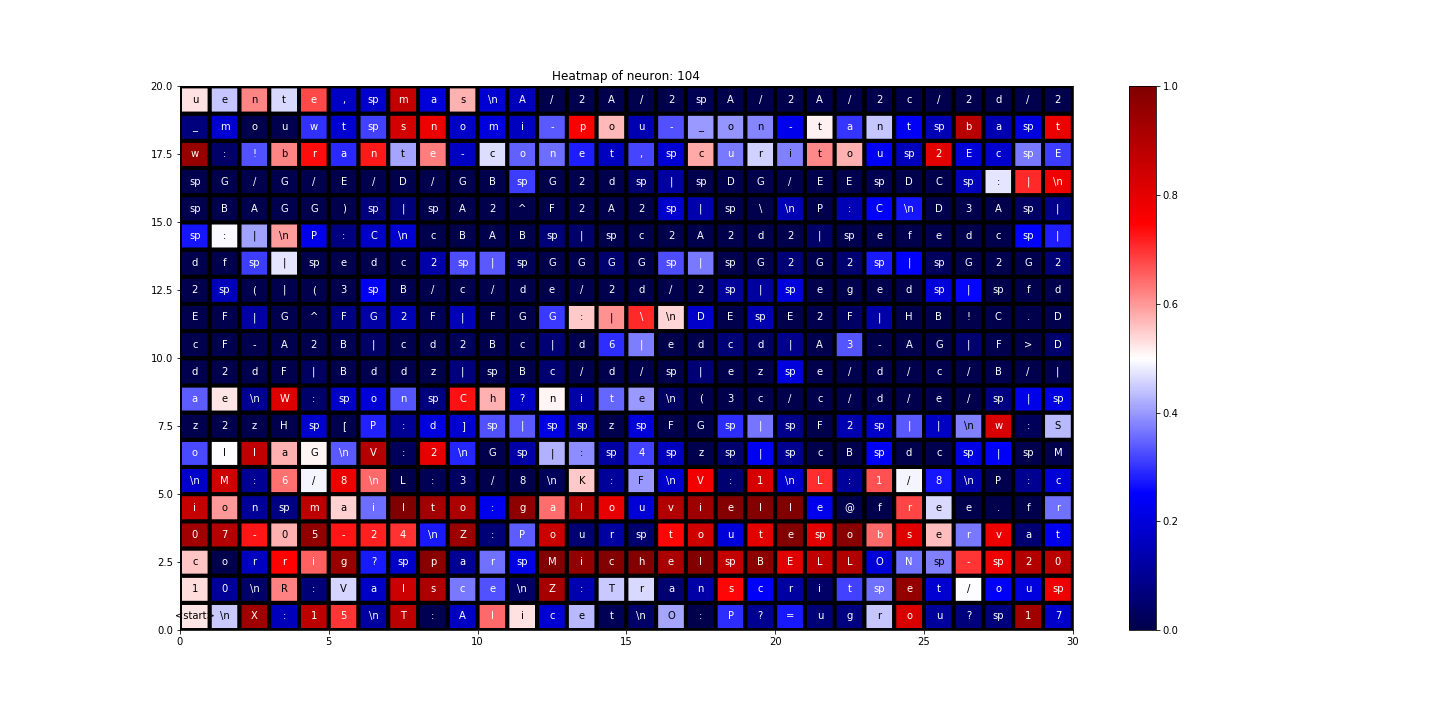 Heatmap of neuron: 104
20.0 u e n t e , sp m a s \n A / 2 A / 2 sp A / 2 A / 2 c / 2 d / 2 1.0
_ m o u w t sp s n o m i - p o u - _ o n - t a n t sp b a sp t
17.5 w : ! b r a n t e - c o n e t , sp c u r i t o u sp 2 E c sp E
sp G / G / E / D / G B sp G 2 d sp | sp D G / E E sp D C sp : | \n 0.8
15.0 sp B A G G ) sp | sp A 2 ^ F 2 A 2 sp | sp \ \n P : C \n D 3 A sp |
sp : | \n P : C \n c B A B sp | sp c 2 A 2 d 2 | sp e f e d c sp |
d f sp | sp e d c 2 sp | sp G G G G sp | sp G 2 G 2 sp | sp G 2 G 2 0.6
12.5 2 sp ( | ( 3 sp B / c / d e / 2 d / 2 sp | sp e g e d sp | sp f d
E F | G ^ F G 2 F | F G G : | \ \n D E sp E 2 F | H B ! C . D
10.0 c F - A 2 B | c d 2 B c | d 6 | e d c d | A 3 - A G | F > D
d 2 d F | B d d z | sp B c / d / sp | e z sp e / d / c / B / |
a e \n W : sp o n sp C h ? n i t e \n ( 3 c / c / d / e / sp | sp 0.4
7.5 z 2 z H sp [ P : d ] sp | sp sp z sp F G sp | sp F 2 sp | | \n w : S
o l l a G \n V : 2 \n G sp | : sp 4 sp z sp | sp c B sp d c sp | sp M
5.0 \n M : 6 / 8 \n L : 3 / 8 \n K : F \n V : 1 \n L : 1 / 8 \n P : c
i o n sp m a i l t o : g a l o u v i e l l e @ f r e e . f r 0.2
0 7 - 0 5 - 2 4 \n Z : P o u r sp t o u t e sp o b s e r v a t
2.5 c o r r i g ? sp p a r sp M i c h e l sp B E L L O N sp - sp 2 0
1 0 \n R : V a l s c e \n Z : T r a n s c r i t sp e t / o u sp
0.0 <start> \n X : 1 5 \n T : A l i c e t \n O : P ? = u g r o u ? sp 1 7 0.0
0 5 10 15 20 25 30